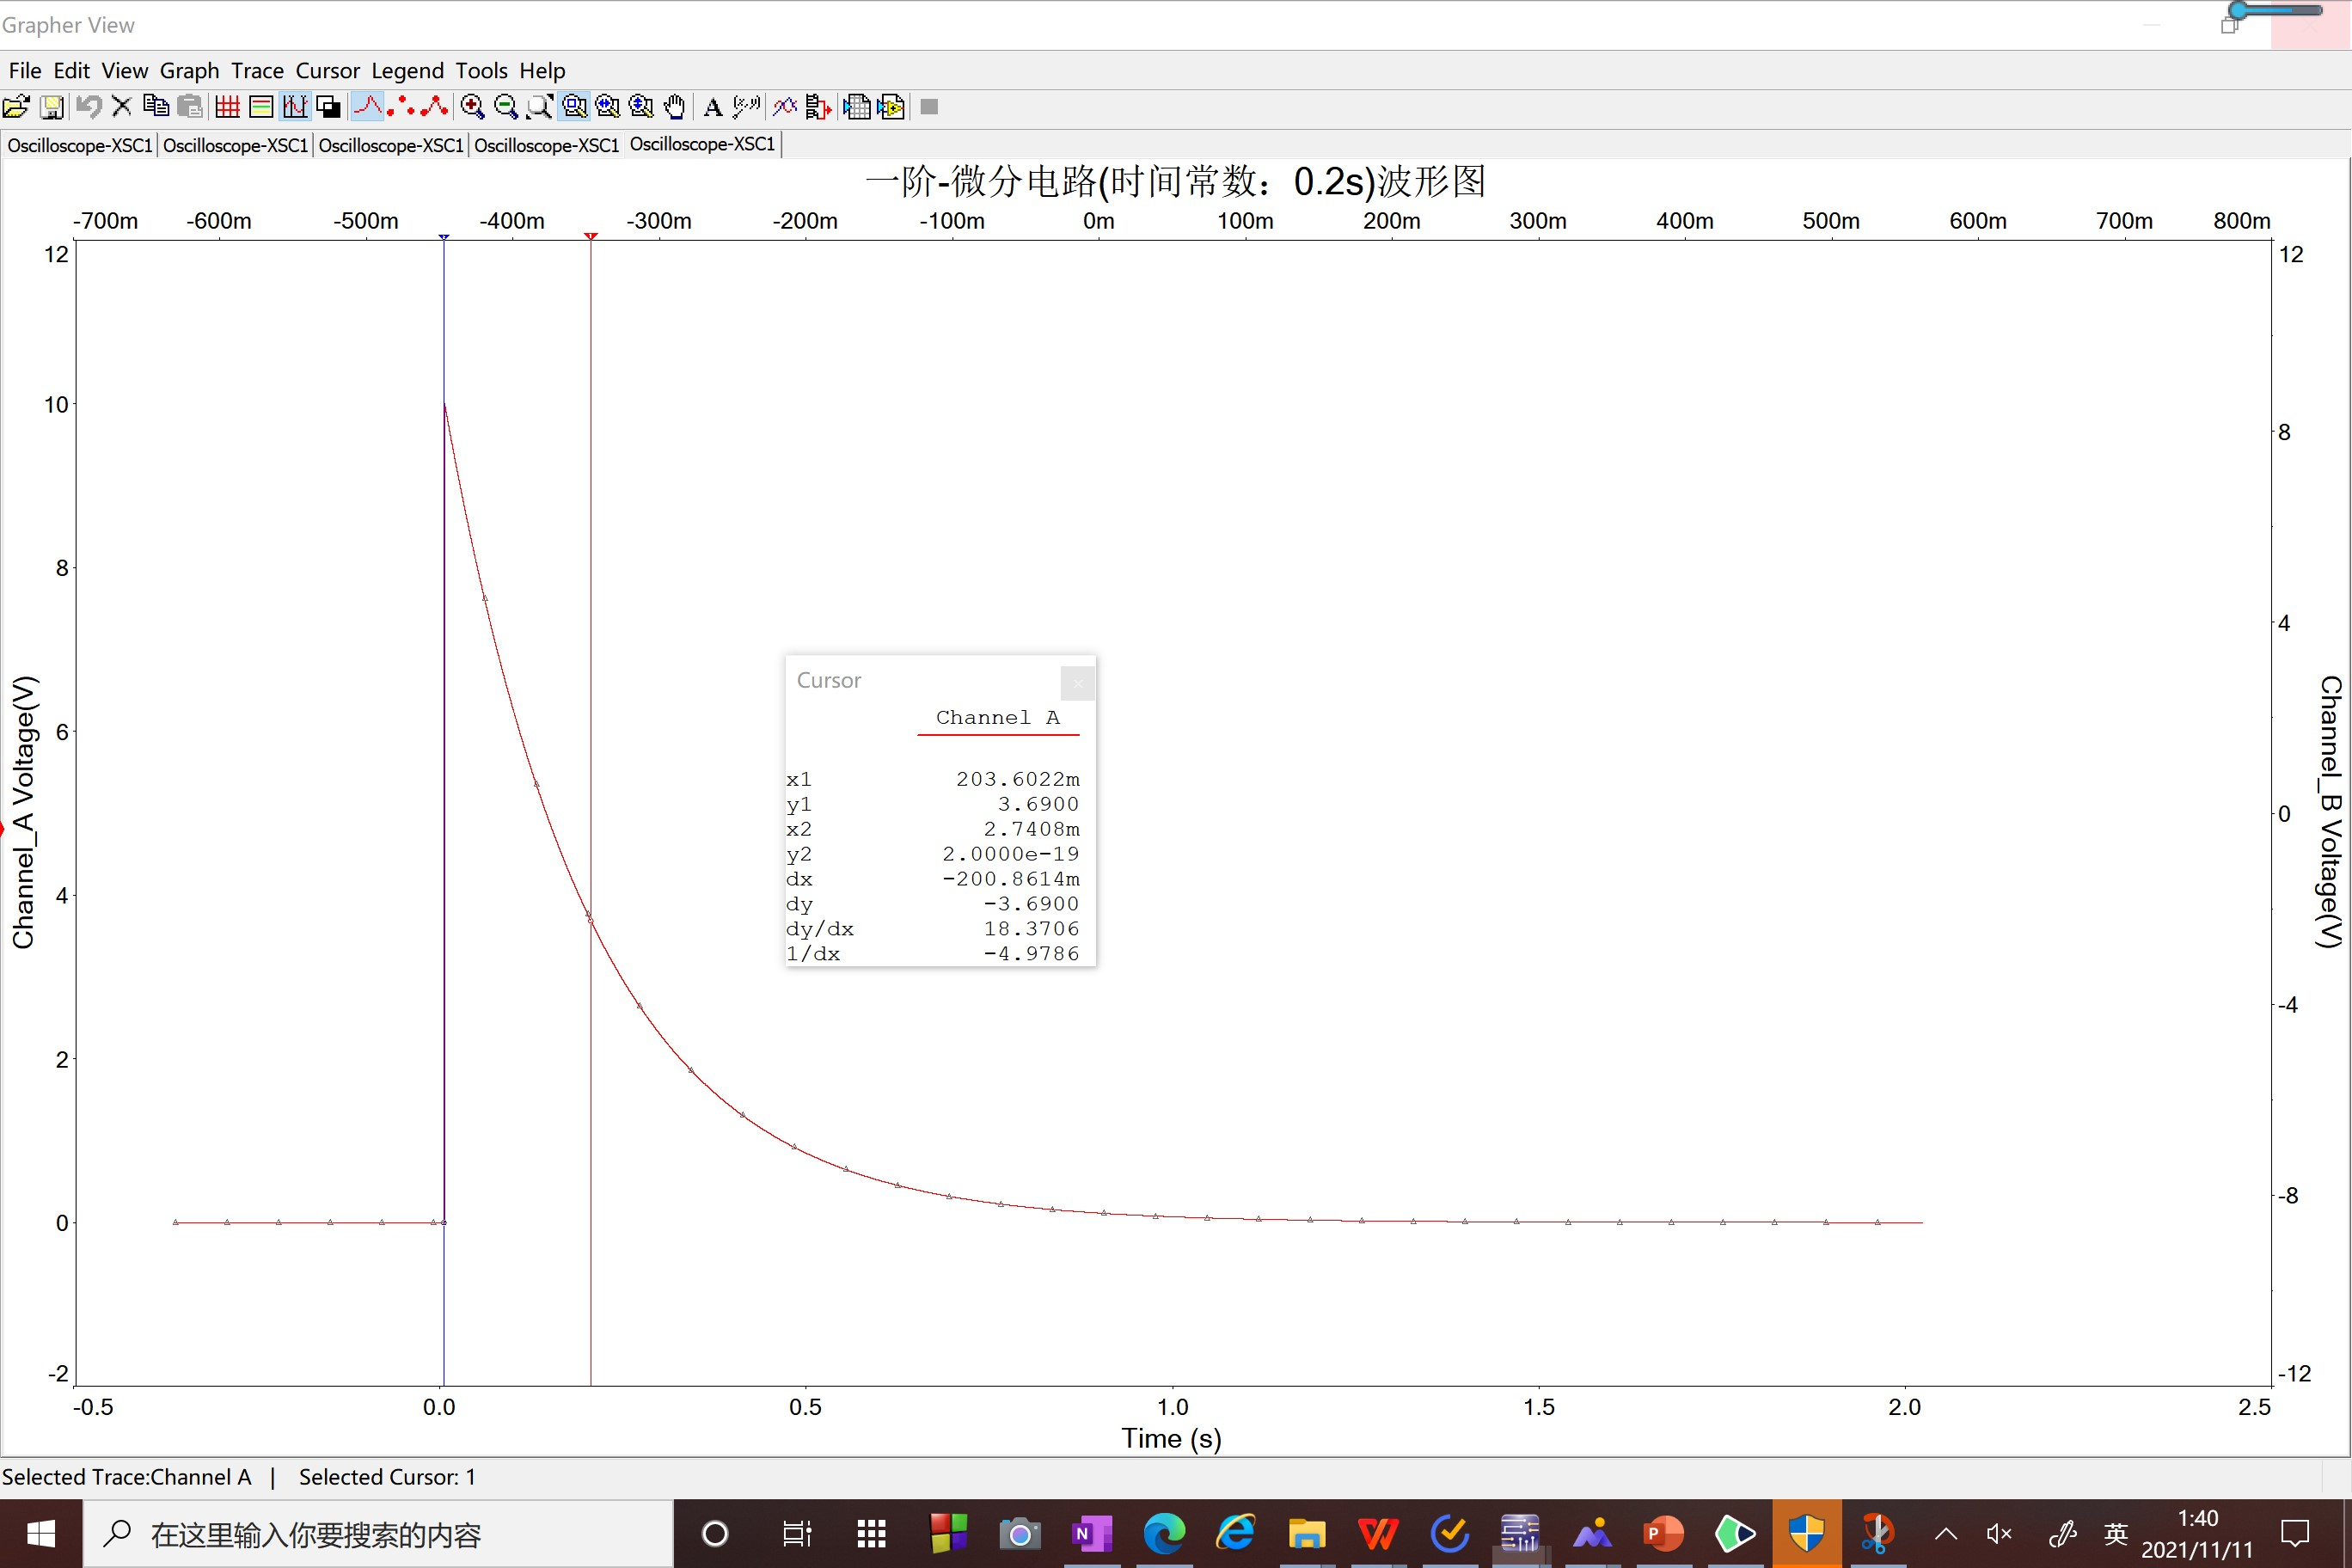 Grapher View
File Edit View Graph Trace Cursor Legend Tools Help
Oscilloscope-XSC1 Oscilloscope-XSC1 Oscilloscope-XSC1 Oscilloscope-XSC1 Oscilloscope-XSC1
一阶-微分电路(时间常数：0.2s)波形图
-700m -600m -500m -400m -300m -200m -100m 0m 100m 200m 300m 400m 500m 600m 700m 800m
12
10
8
6
4
2
0
-2
Channel_A Voltage(V)
Cursor
Channel A
x1 203.6022m
y1 3.6900
x2 2.7408m
y2 2.0000e-19
dx -200.8614m
dy -3.6900
dy/dx 18.3706
1/dx -4.9786
12
8
4
0
-4
-8
-12
Channel_B Voltage(V)
-0.5 0.0 0.5 1.0 1.5 2.0 2.5
Time (s)
Selected Trace:Channel A | Selected Cursor: 1
在这里输入你要搜索的内容
英
1:40
2021/11/11